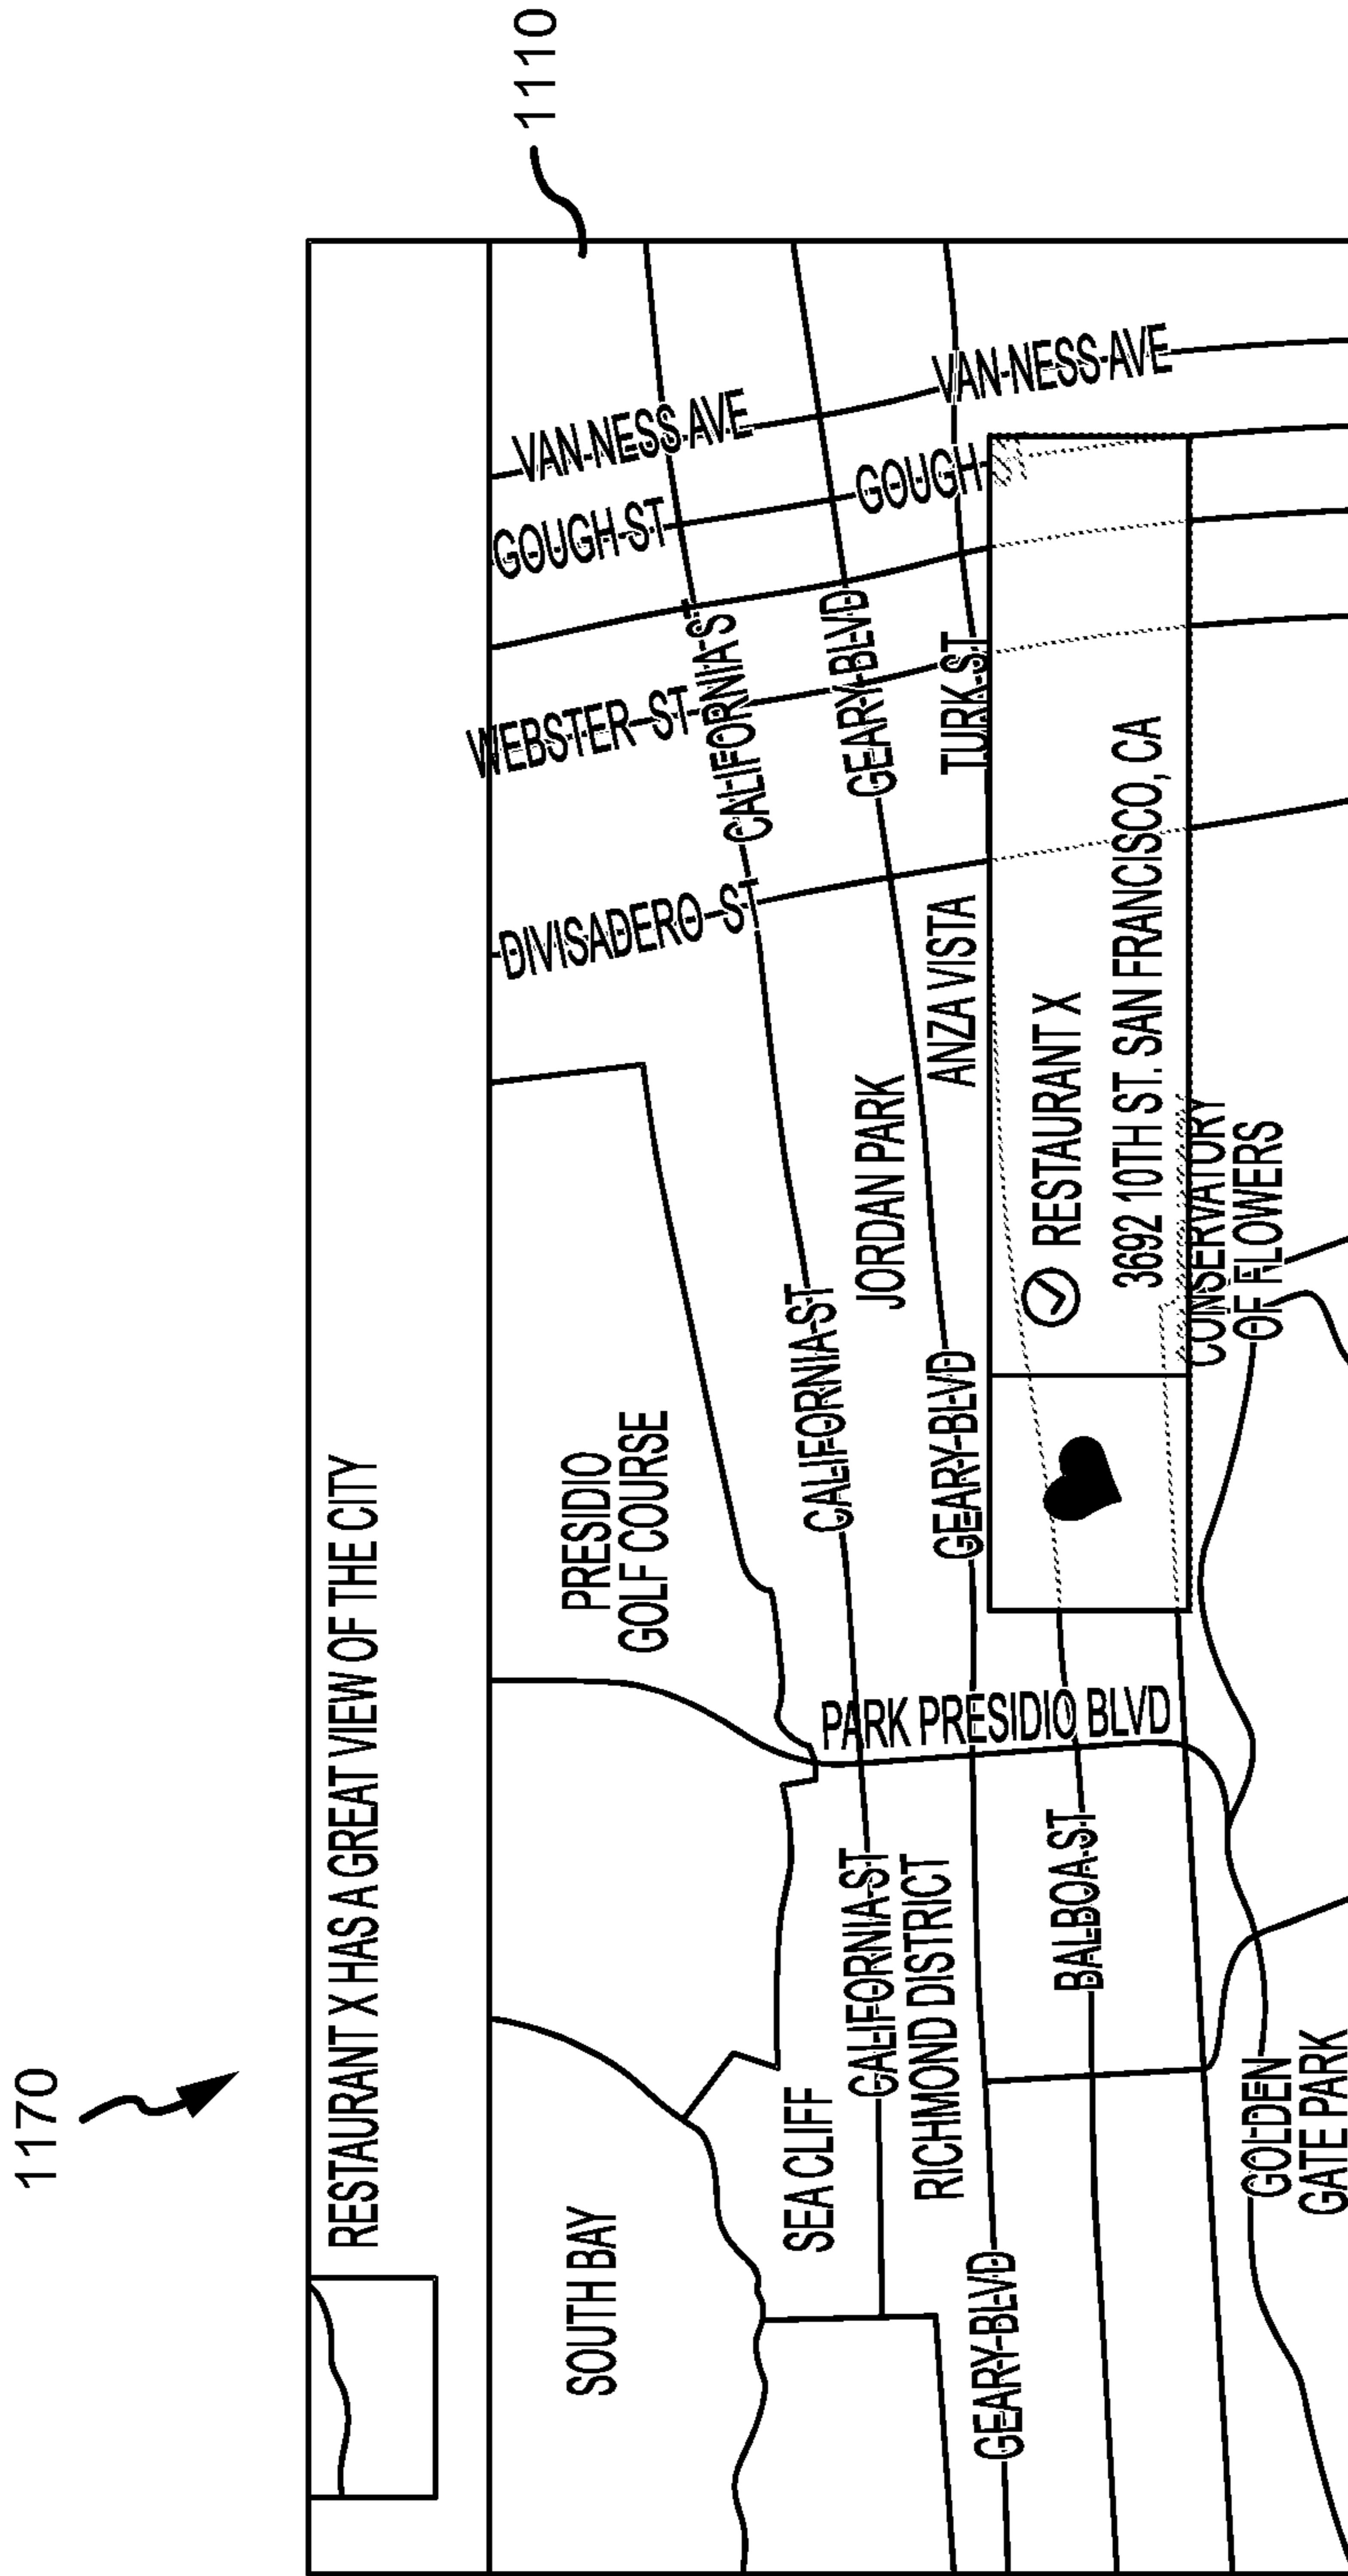 1170
1110
RESTAURANT X HAS A GREAT VIEW OF THE CITY
SOUTH BAY
PRESIDIO
GOLF COURSE
DIVISADERO ST
WEBSTER ST
GOUGH ST
VAN NESS AVE
SEA CLIFF
CALIFORNIA ST
CALIFORNIA ST
CALIFORNIA ST
RICHMOND DISTRICT
PARK PRESIDIO BLVD
JORDAN PARK
GEARY BLVD
GEARY BLVD
GEARY BLVD
GOUGH
VAN NESS AVE
ANZA VISTA
TURK ST
BALBOA ST
RESTAURANT X
3692 10TH ST. SAN FRANCISCO, CA
CONSERVATORY
OF FLOWERS
GOLDEN
GATE PARK